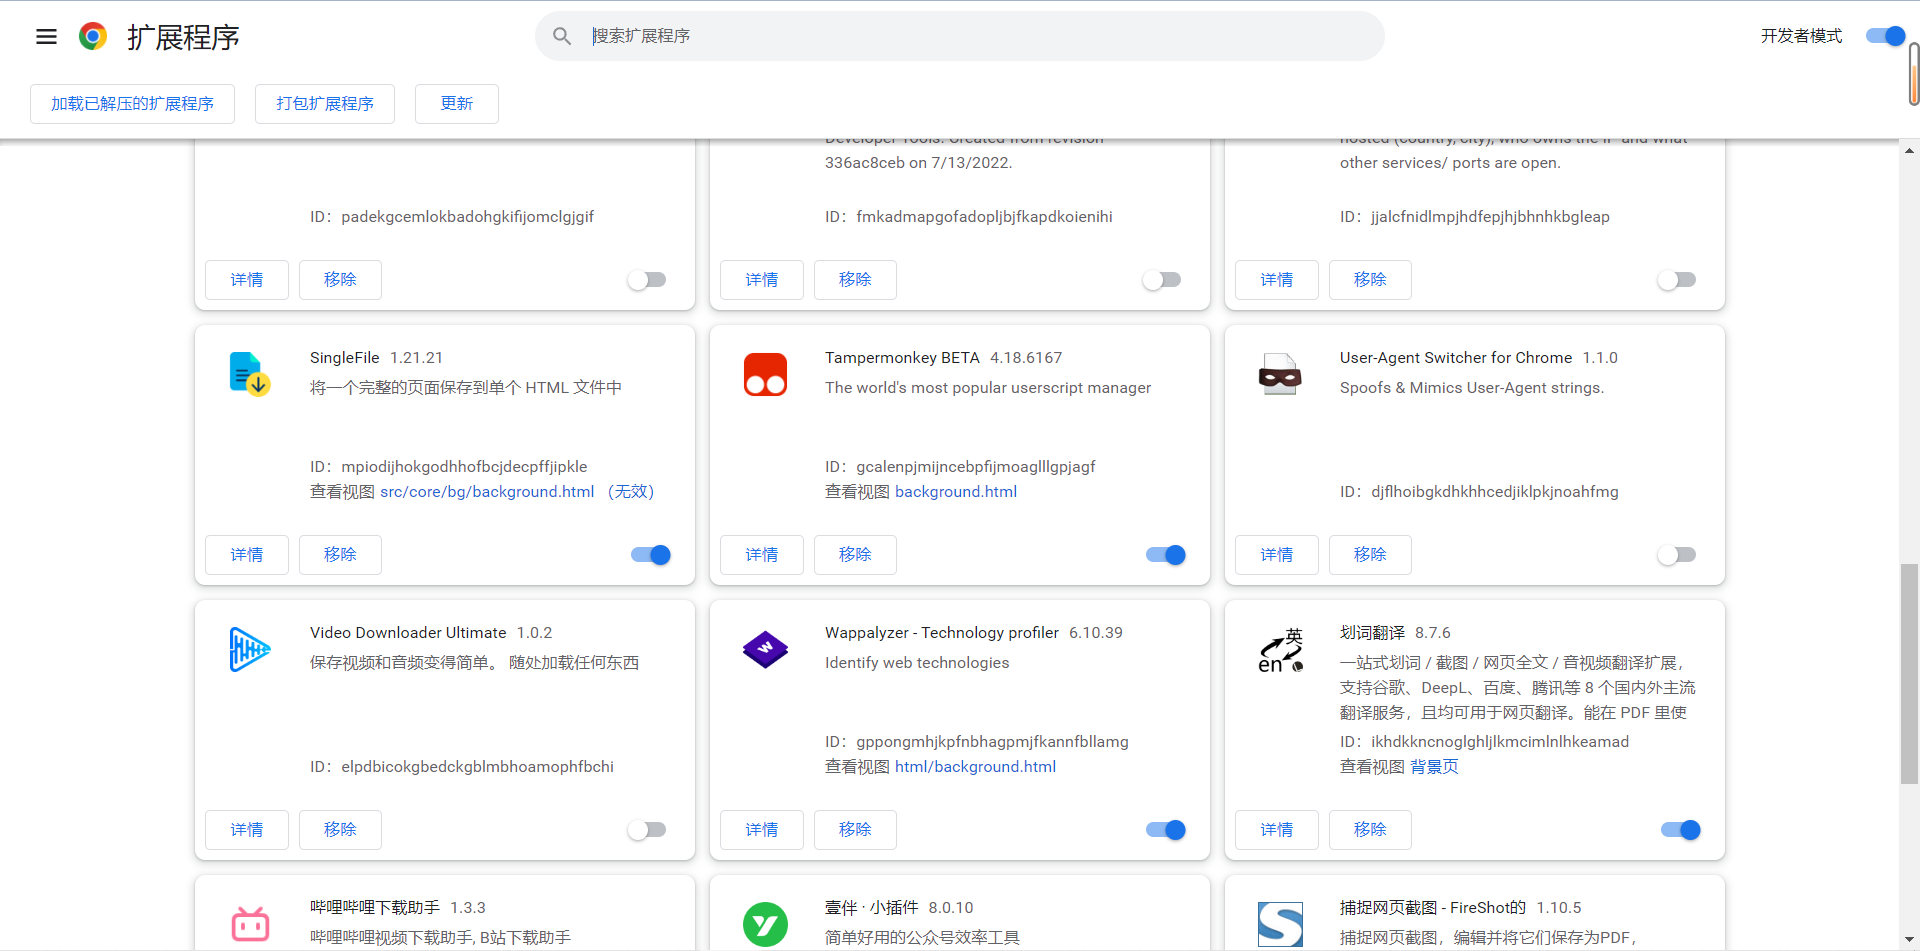 扩展程序
搜索扩展程序
开发者模式
加载已解压的扩展程序
打包扩展程序
更新
Developer Tools. Created from revision
336ac8ceb on 7/13/2022.
ID：fmkadmapgofadopljbjfkapdkoienihi
hosted (country, city), who owns the IP and what
other services/ ports are open.
ID：jjalcfnidlmpjhdfepjhjbhnhkbgleap
ID：padekgcemlokbadohgkifijomclgjgif
详情
移除
详情
移除
详情
移除
SingleFile 1.21.21
将一个完整的页面保存到单个 HTML 文件中
ID：mpiodijhokgodhhofbcjdecpffjipkle
查看视图 src/core/bg/background.html （无效）
详情
移除
Tampermonkey BETA 4.18.6167
The world's most popular userscript manager
ID：gcalenpjmijncebpfijmoaglllgpjagf
查看视图 background.html
详情
移除
User-Agent Switcher for Chrome 1.1.0
Spoofs & Mimics User-Agent strings.
ID：djflhoibgkdhkhhcedjiklpkjnoahfmg
详情
移除
Video Downloader Ultimate 1.0.2
保存视频和音频变得简单。 随处加载任何东西
ID：elpdbicokgbedckgblmbhoamophfbchi
详情
移除
Wappalyzer - Technology profiler 6.10.39
Identify web technologies
ID：gppongmhjkpfnbhagpmjfkannfbllamg
查看视图 html/background.html
详情
移除
英
en
划词翻译 8.7.6
一站式划词 / 截图 / 网页全文 / 音视频翻译扩展，
支持谷歌、DeepL、百度、腾讯等 8 个国内外主流
翻译服务，且均可用于网页翻译。能在 PDF 里使
ID：ikhdkkncnoglghljlkmcimlnlhkeamad
查看视图 背景页
详情
移除
哔哩哔哩下载助手 1.3.3
哔哩哔哩视频下载助手, B站下载助手
壹伴 · 小插件 8.0.10
简单好用的公众号效率工具
捕捉网页截图 - FireShot的 1.10.5
捕捉网页截图，编辑并将它们保存为PDF，